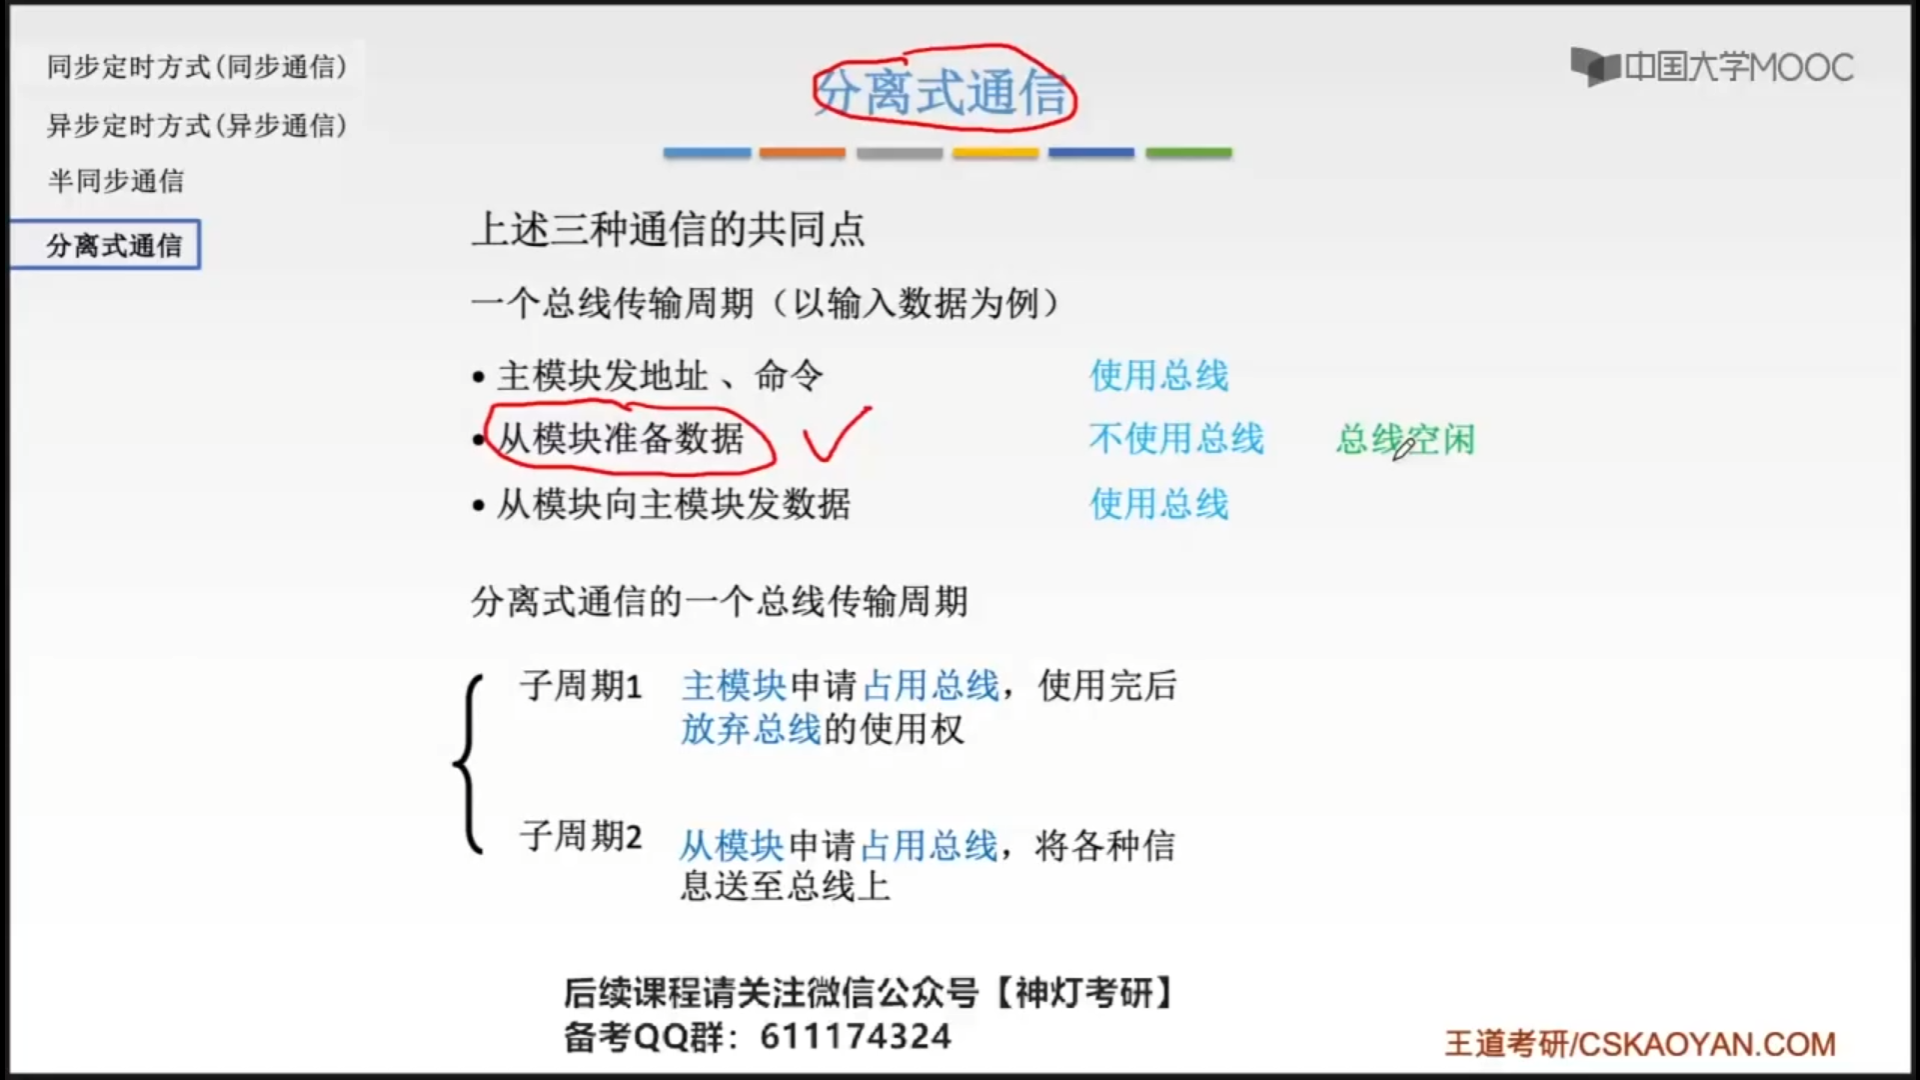 同步定时方式(同步通信)
异步定时方式(异步通信)
半同步通信
分离式通信
分离式通信
中国大学MOOC
上述三种通信的共同点
一个总线传输周期（以输入数据为例）
• 主模块发地址 、命令 使用总线
• 从模块准备数据 不使用总线 总线空闲
• 从模块向主模块发数据 使用总线
分离式通信的一个总线传输周期
子周期1 主模块申请占用总线，使用完后
放弃总线的使用权
子周期2 从模块申请占用总线，将各种信
息送至总线上
后续课程请关注微信公众号【神灯考研】
备考QQ群：611174324
王道考研/CSKAOYAN.COM